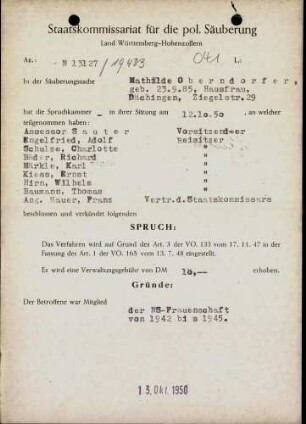 Staatskommissariat für die pol. Säuberung
Land Württemberg-Hohenzollern
Az.: N 13127 /19483 041 L:
In der Säuberungssache Mathilde Oberndorfer,
geb. 23.9.85, Hausfrau,
Dächingen, Ziegelstr.29
hat die Spruchkammer - in ihrer Sitzung am 12.10.50 , an welcher
teilgenommen haben:
Assessor Sauter Vorsitzendwer
Engelfried, Adolf Beisitzer
Schulze, Charlotte "
Bäder, Richard "
Märkle, Karl "
Kiess, Ernst "
Hirn, Wilhelm "
Baumann, Thomas "
Ang. Hauer, Franz Vertr.d.Staatskommissars
beschlossen und verkündet folgenden
SPRUCH:
Das Verfahren wird auf Grund des Art. 3 der VO. 133 vom 17. 11. 47 in der
Fassung des Art. 1 der VO. 165 vom 13. 7. 48 eingestellt.
Es wird eine Verwaltungsgebühr von DM 10,-- erhoben.
Gründe:
Der Betroffene war Mitglied
der NS-Frauenschaft
von 1942 bis 1945.
13. Okt. 1950